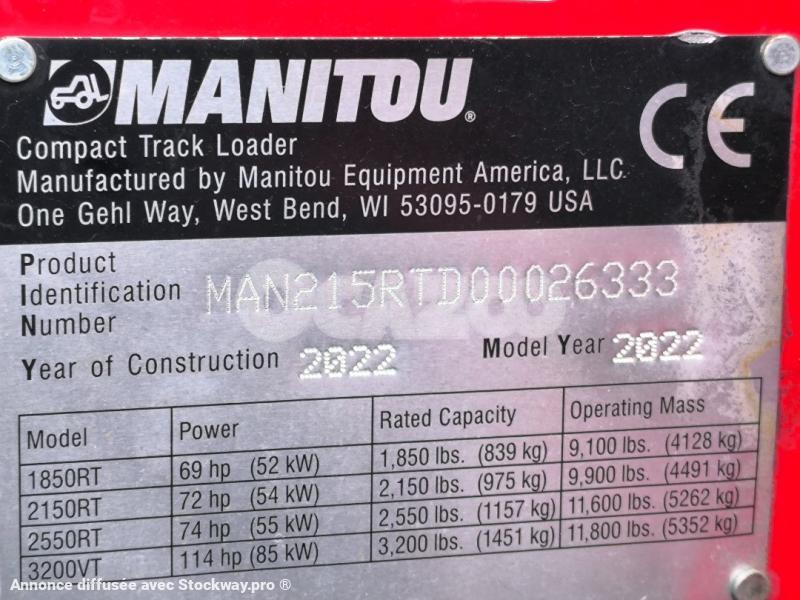 MANITOU®
CE
Compact Track Loader
Manufactured by Manitou Equipment America, LLC
One Gehl Way, West Bend, WI 53095-0179 USA
Product
Identification MAN215RTD00026333
Number
Year of Construction 2022 Model Year 2022
Model Power Rated Capacity Operating Mass
1850RT 69 hp (52 kW) 1,850 lbs. (839 kg) 9,100 lbs. (4128 kg)
2150RT 72 hp (54 kW) 2,150 lbs. (975 kg) 9,900 lbs. (4491 kg)
2550RT 74 hp (55 kW) 2,550 lbs. (1157 kg) 11,600 lbs. (5262 kg)
3200VT 114 hp (85 kW) 3,200 lbs. (1451 kg) 11,800 lbs. (5352 kg)
Annonce diffusée avec Stockway.pro ®